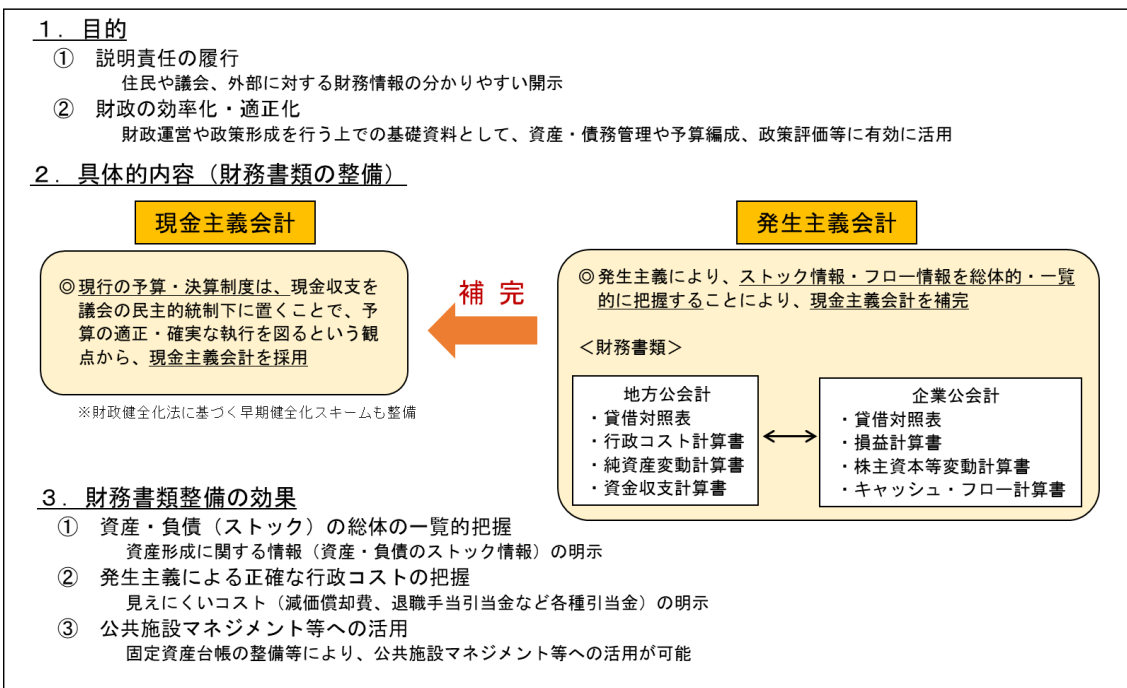 １．目的
① 説明責任の履行
住民や議会、外部に対する財務情報の分かりやすい開示
② 財政の効率化・適正化
財政運営や政策形成を行う上での基礎資料として、資産・債務管理や予算編成、政策評価等に有効に活用
２．具体的内容（財務書類の整備）
現金主義会計
◎現行の予算・決算制度は、現金収支を
議会の民主的統制下に置くことで、予
算の適正・確実な執行を図るという観
点から、現金主義会計を採用
※財政健全化法に基づく早期健全化スキームも整備
補 完
発生主義会計
◎発生主義により、ストック情報・フロー情報を総体的・一覧
的に把握することにより、現金主義会計を補完
＜財務書類＞
地方公会計
・貸借対照表
・行政コスト計算書
・純資産変動計算書
・資金収支計算書
企業公会計
・貸借対照表
・損益計算書
・株主資本等変動計算書
・キャッシュ・フロー計算書
３．財務書類整備の効果
① 資産・負債（ストック）の総体の一覧的把握
資産形成に関する情報（資産・負債のストック情報）の明示
② 発生主義による正確な行政コストの把握
見えにくいコスト（減価償却費、退職手当引当金など各種引当金）の明示
③ 公共施設マネジメント等への活用
固定資産台帳の整備等により、公共施設マネジメント等への活用が可能